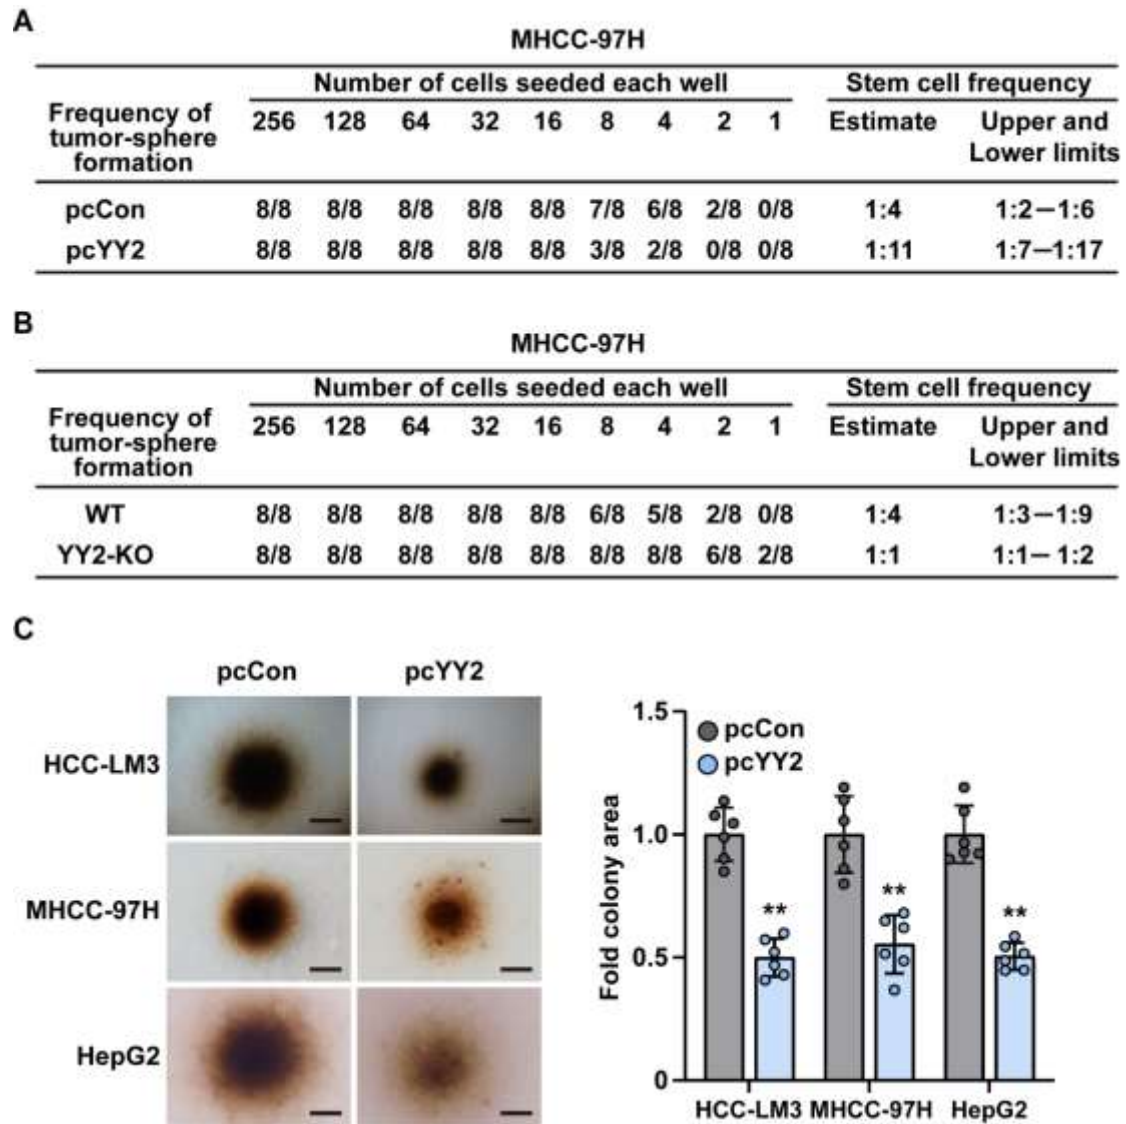 A
MHCC-97H
Number of cells seeded each well Stem cell frequency
Frequency of tumor-sphere formation 256 128 64 32 16 8 4 2 1 Estimate Upper and Lower limits
pcCon 8/8 8/8 8/8 8/8 8/8 7/8 6/8 2/8 0/8 1:4 1:2—1:6
pcYY2 8/8 8/8 8/8 8/8 8/8 3/8 2/8 0/8 0/8 1:11 1:7—1:17
B
MHCC-97H
Number of cells seeded each well Stem cell frequency
Frequency of tumor-sphere formation 256 128 64 32 16 8 4 2 1 Estimate Upper and Lower limits
WT 8/8 8/8 8/8 8/8 8/8 6/8 5/8 2/8 0/8 1:4 1:3—1:9
YY2-KO 8/8 8/8 8/8 8/8 8/8 8/8 8/8 6/8 2/8 1:1 1:1— 1:2
C
pcCon pcYY2
HCC-LM3
MHCC-97H
HepG2
Fold colony area
1.5
1.0
0.5
0
pcCon
pcYY2
** ** **
HCC-LM3 MHCC-97H HepG2